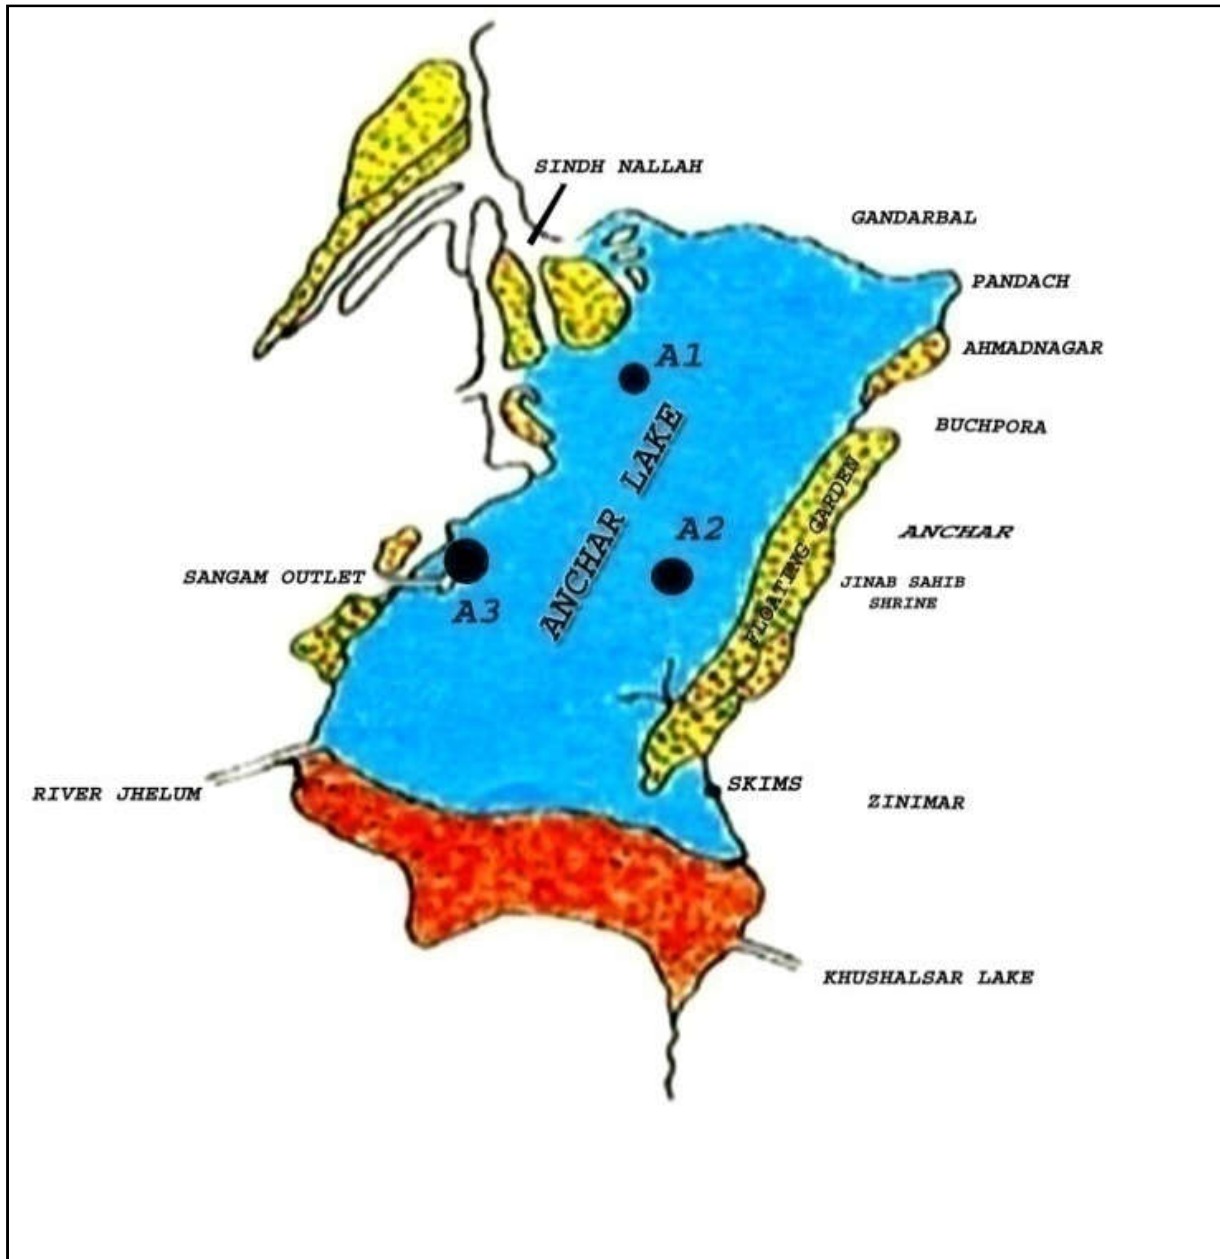 SINDH NALLAH
GANDARBAL
PANDACH
AHMADNAGAR
A1
BUCHPORA
ANCHAR LAKE
FLOATING GARDEN
A2
ANCHAR
SANGAM OUTLET
JINAB SAHIB
SHRINE
A3
RIVER JHELUM
SKIMS
ZINIMAR
KHUSHALSAR LAKE